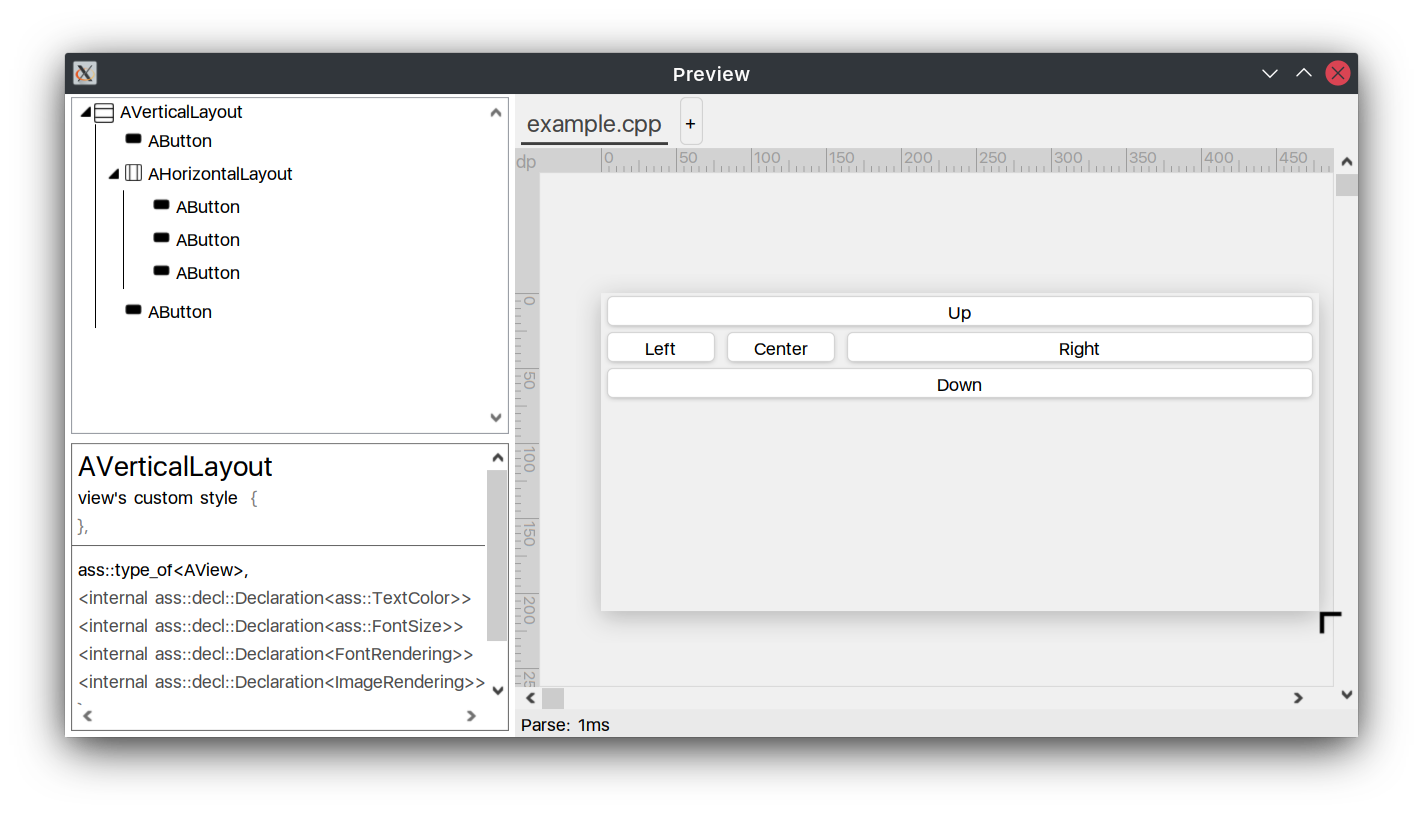 Preview
AVerticalLayout
AButton
AHorizontalLayout
AButton
AButton
AButton
AButton
AVerticalLayout
view's custom style {
},
ass::type_of<AView>,
<internal ass::decl::Declaration<ass::TextColor>>
<internal ass::decl::Declaration<ass::FontSize>>
<internal ass::decl::Declaration<FontRendering>>
<internal ass::decl::Declaration<ImageRendering>>
example.cpp +
dp 0 50 100 150 200 250 300 350 400 450
0
50
100
150
200
25
Up
Left Center Right
Down
Parse: 1ms